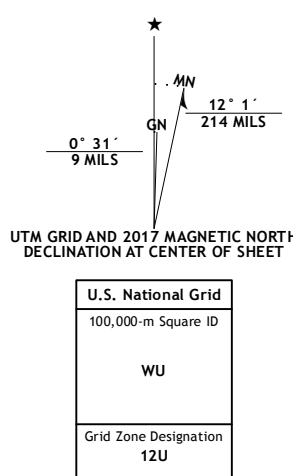 ★
MN
GN
12° 1´
214 MILS
0° 31´
9 MILS
UTM GRID AND 2017 MAGNETIC NORTH
DECLINATION AT CENTER OF SHEET
U.S. National Grid
100,000-m Square ID
WU
Grid Zone Designation
12U